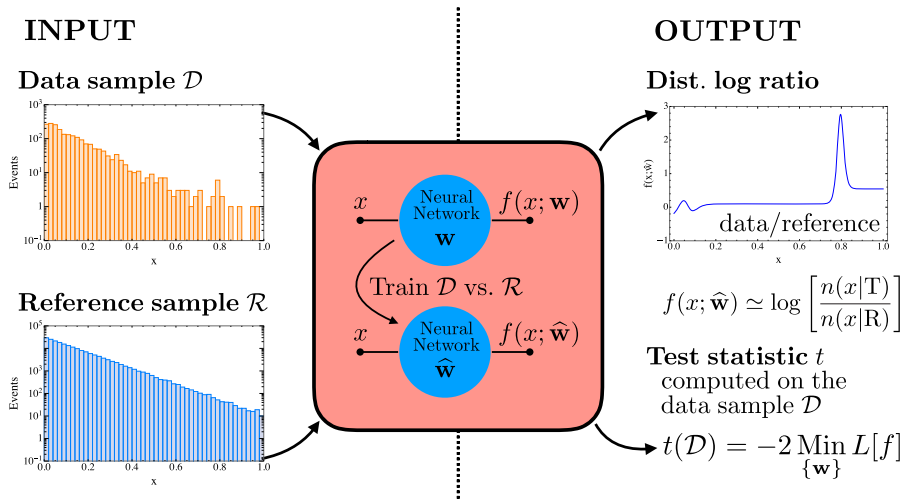 INPUT
Data sample 𝒟
10³
10²
10¹
1
10⁻¹
Events
0.0 0.2 0.4 0.6 0.8 1.0
x
Reference sample ℛ
10⁵
10⁴
10³
10²
10¹
1
10⁻¹
Events
0.0 0.2 0.4 0.6 0.8 1.0
x
Neural
Network
x f(x; w)
w
Train 𝒟 vs. ℛ
Neural
Network
x f(x; ŵ)
ŵ
OUTPUT
Dist. log ratio
3
2
1
0
−1
f(x;ŵ)
data/reference
0.0 0.2 0.4 0.6 0.8 1.0
x
f(x; ŵ) ≃ log [n(x|T) / n(x|R)]
Test statistic t
computed on the
data sample 𝒟
t(𝒟) = −2 Min L[f]
{w}